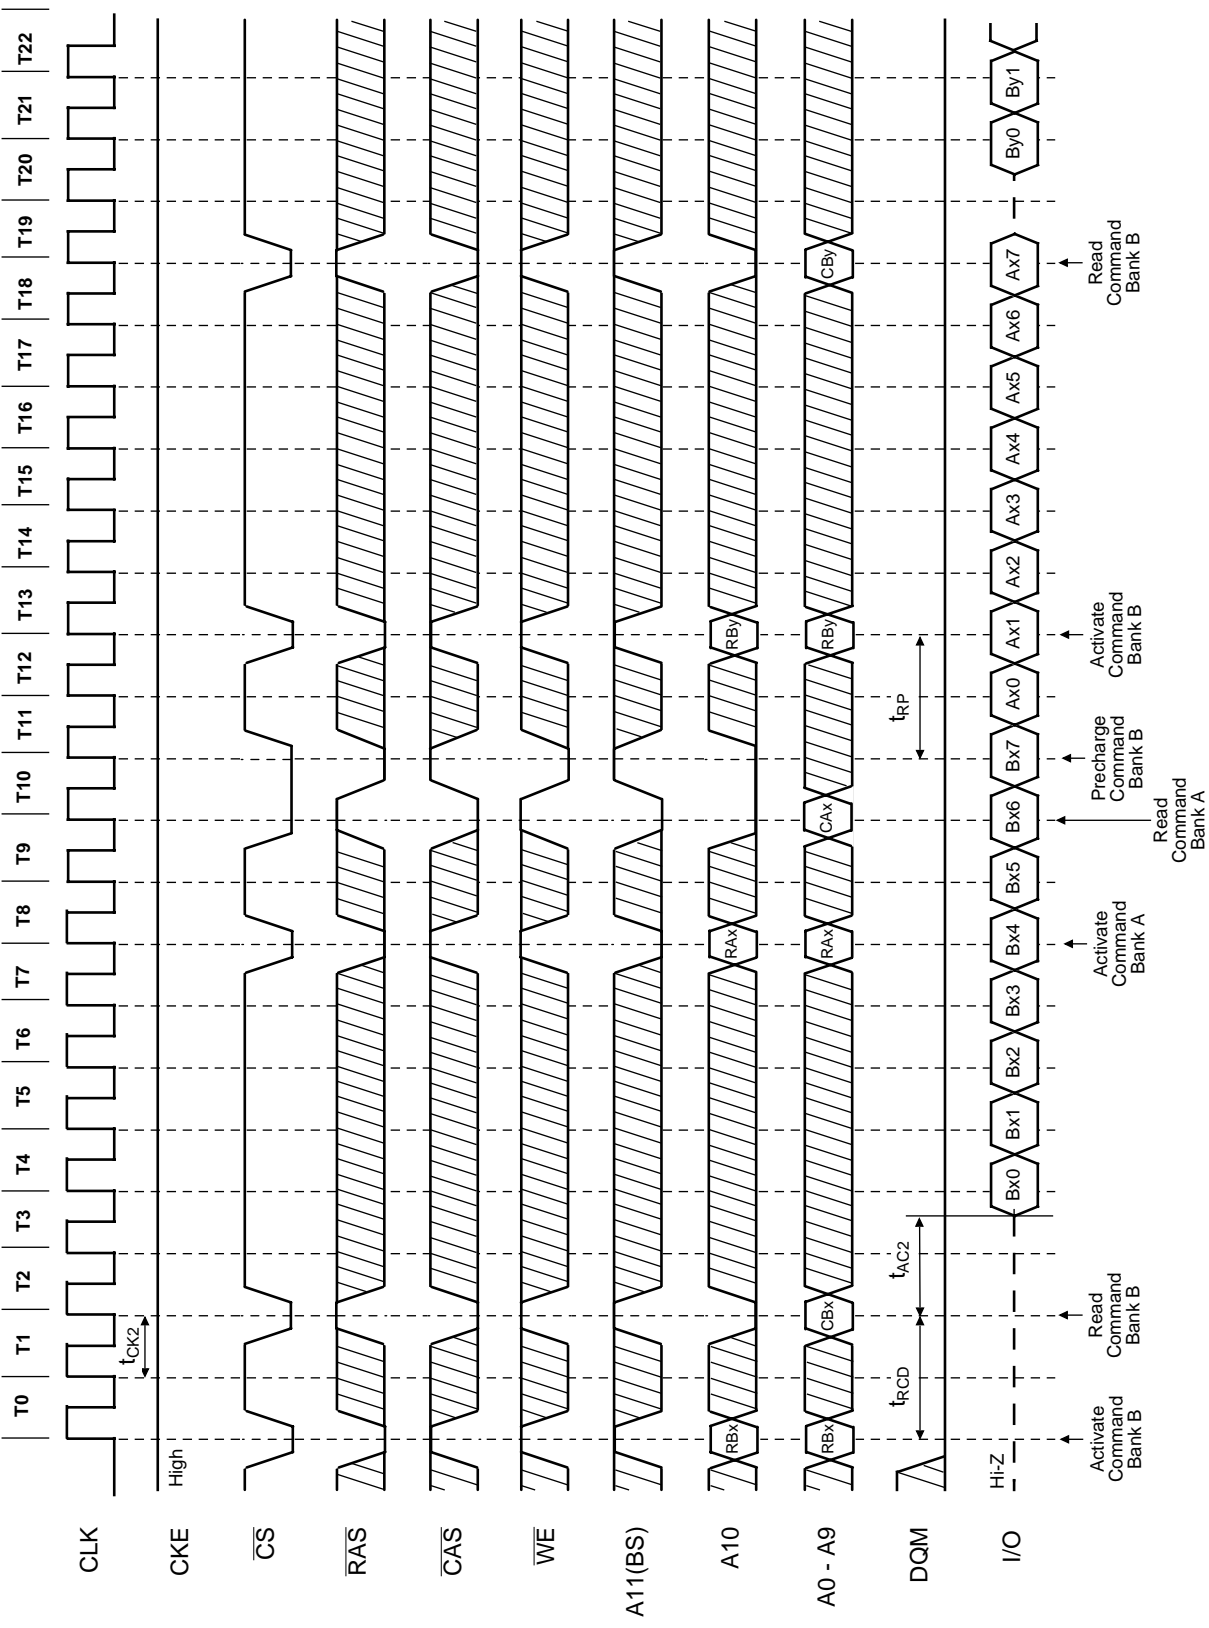 T0 T1 T2 T3 T4 T5 T6 T7 T8 T9 T10 T11 T12 T13 T14 T15 T16 T17 T18 T19 T20 T21 T22
CLK
tCK2
CKE
High
CS
RAS
CAS
WE
A11(BS)
A10
RBx RAx RBy
A0 - A9
RBx CBx RAx CAx RBy CBy
DQM
tRCD tAC2 tRP
I/O
Hi-Z
Bx0 Bx1 Bx2 Bx3 Bx4 Bx5 Bx6 Bx7 Ax0 Ax1 Ax2 Ax3 Ax4 Ax5 Ax6 Ax7 By0 By1
Activate
Command
Bank B
Read
Command
Bank B
Activate
Command
Bank A
Read
Command
Bank A
Precharge
Command
Bank B
Activate
Command
Bank B
Read
Command
Bank B